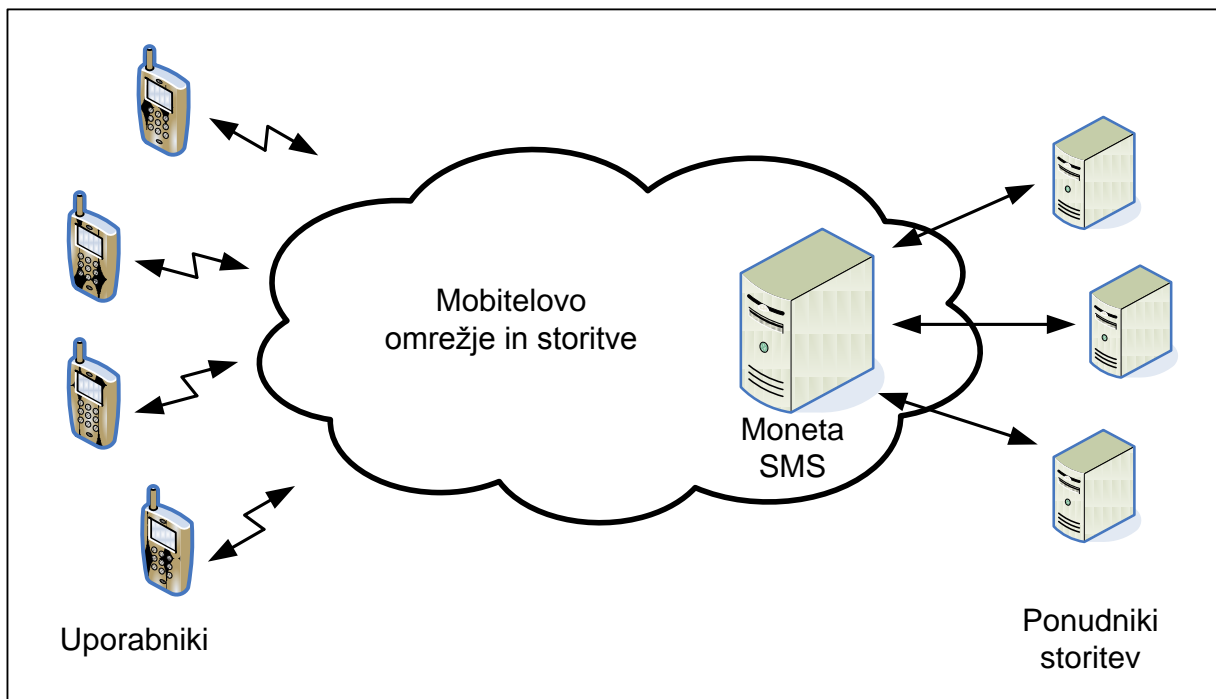 Mobitelovo
omrežje in storitve
Moneta
SMS
Uporabniki
Ponudniki
storitev